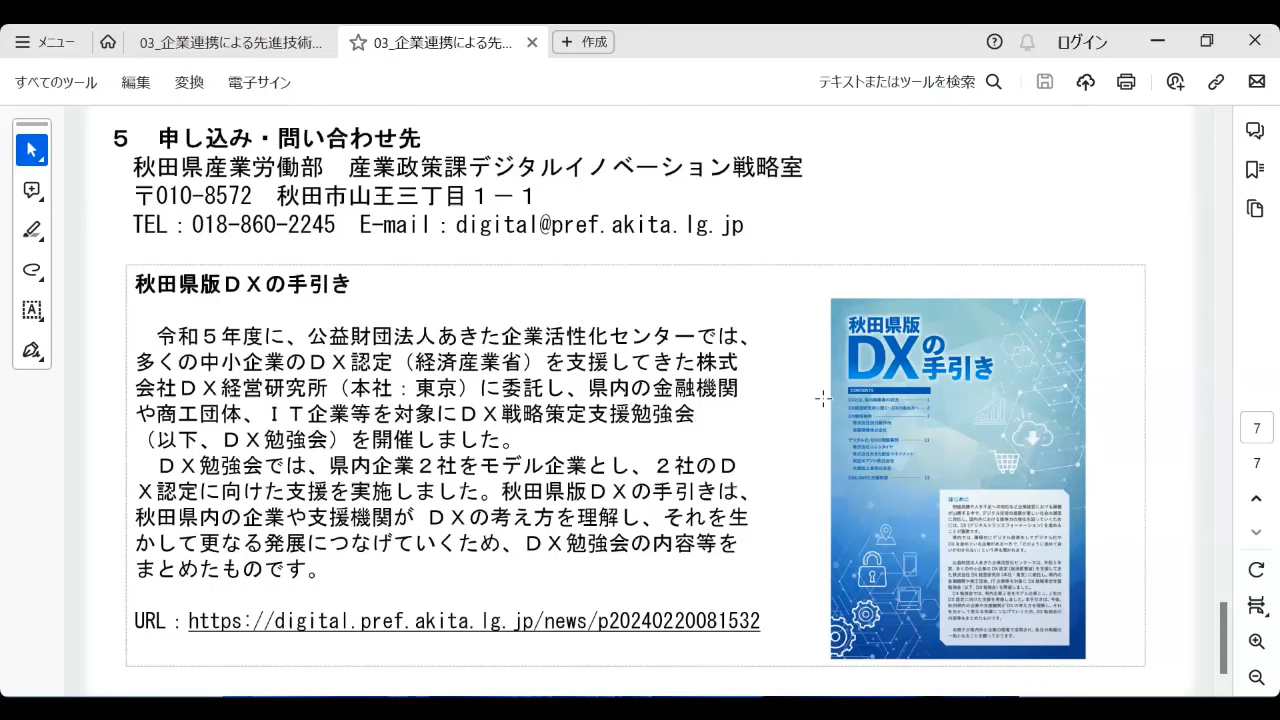 メニュー
03_企業連携による先進技術...
03_企業連携による先...
作成
ログイン
すべてのツール
編集
変換
電子サイン
テキストまたはツールを検索
5 申し込み・問い合わせ先
秋田県産業労働部 産業政策課デジタルイノベーション戦略室
〒010-8572 秋田市山王三丁目1－1
TEL：018-860-2245 E-mail：digital@pref.akita.lg.jp
秋田県版DXの手引き
令和5年度に、公益財団法人あきた企業活性化センターでは、
多くの中小企業のDX認定（経済産業省）を支援してきた株式
会社DX経営研究所（本社：東京）に委託し、県内の金融機関
や商工団体、IT企業等を対象にDX戦略策定支援勉強会
（以下、DX勉強会）を開催しました。
DX勉強会では、県内企業2社をモデル企業とし、2社のD
X認定に向けた支援を実施しました。秋田県版DXの手引きは、
秋田県内の企業や支援機関が DXの考え方を理解し、それを生
かして更なる発展につなげていくため、DX勉強会の内容等を
まとめたものです。
URL：https://digital.pref.akita.lg.jp/news/p20240220081532
秋田県版
DXの
手引き
CONTENTS
はじめに
7
7